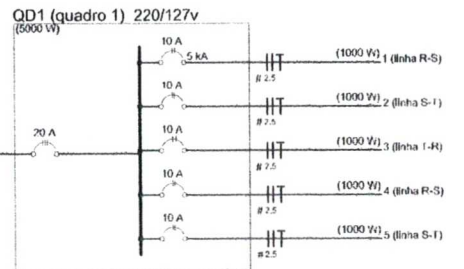 QD1 (quadro 1) 220/127v
(5000 W)
10 A
5 kA
(1000 W) 1 (linha R-S)
# 2.5
10 A
(1000 W) 2 (linha S-T)
# 2.5
20 A
10 A
(1000 W) 3 (linha T-R)
# 2.5
10 A
(1000 W) 4 (linha R-S)
# 2.5
10 A
(1000 W) 5 (linha S-T)
# 2.5